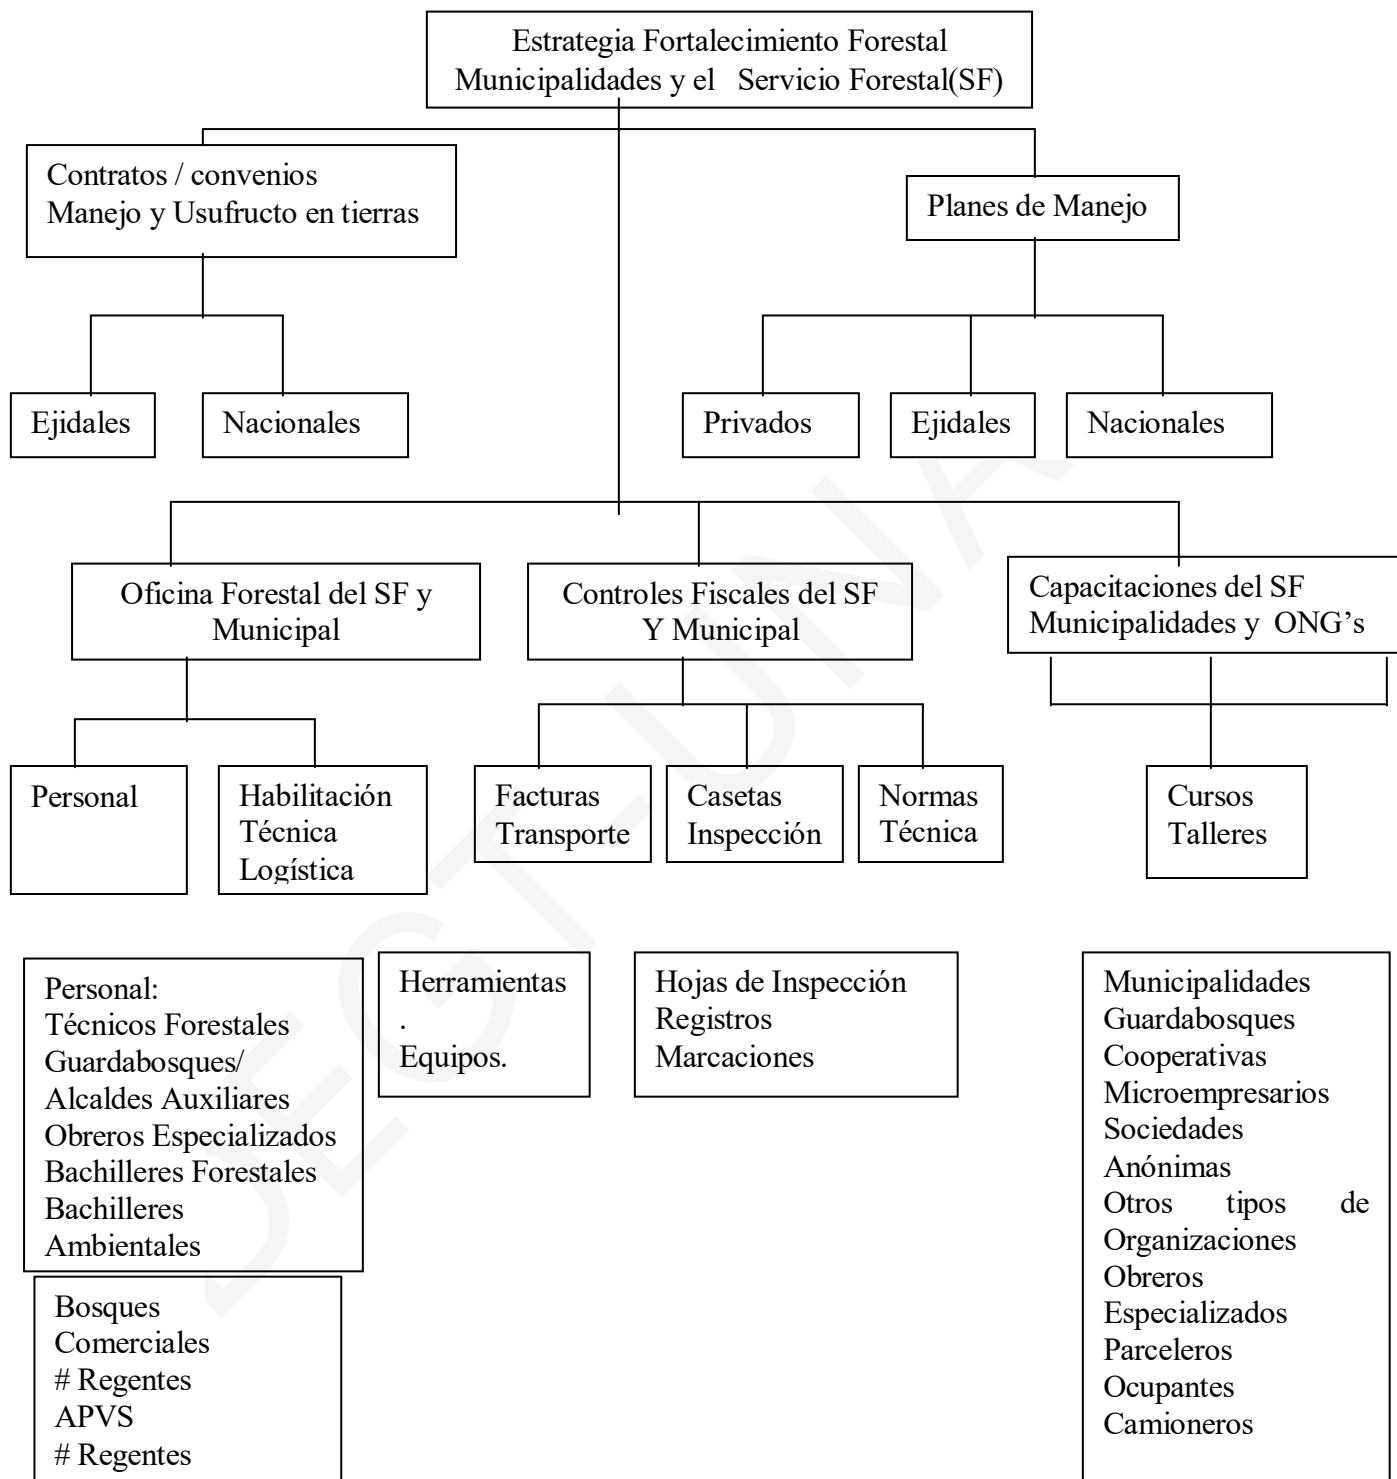 Estrategia Fortalecimiento Forestal
Municipalidades y el Servicio Forestal(SF)
Contratos / convenios
Manejo y Usufructo en tierras
Planes de Manejo
Ejidales
Nacionales
Privados
Ejidales
Nacionales
Oficina Forestal del SF y
Municipal
Controles Fiscales del SF
Y Municipal
Capacitaciones del SF
Municipalidades y ONG’s
Personal
Habilitación
Técnica
Logística
Facturas
Transporte
Casetas
Inspección
Normas
Técnica
Cursos
Talleres
Personal:
Técnicos Forestales
Guardabosques/
Alcaldes Auxiliares
Obreros Especializados
Bachilleres Forestales
Bachilleres
Ambientales
Herramientas
.
Equipos.
Hojas de Inspección
Registros
Marcaciones
Municipalidades
Guardabosques
Cooperativas
Microempresarios
Sociedades
Anónimas
Otros tipos de
Organizaciones
Obreros
Especializados
Parceleros
Ocupantes
Camioneros
Bosques
Comerciales
# Regentes
APVS
# Regentes